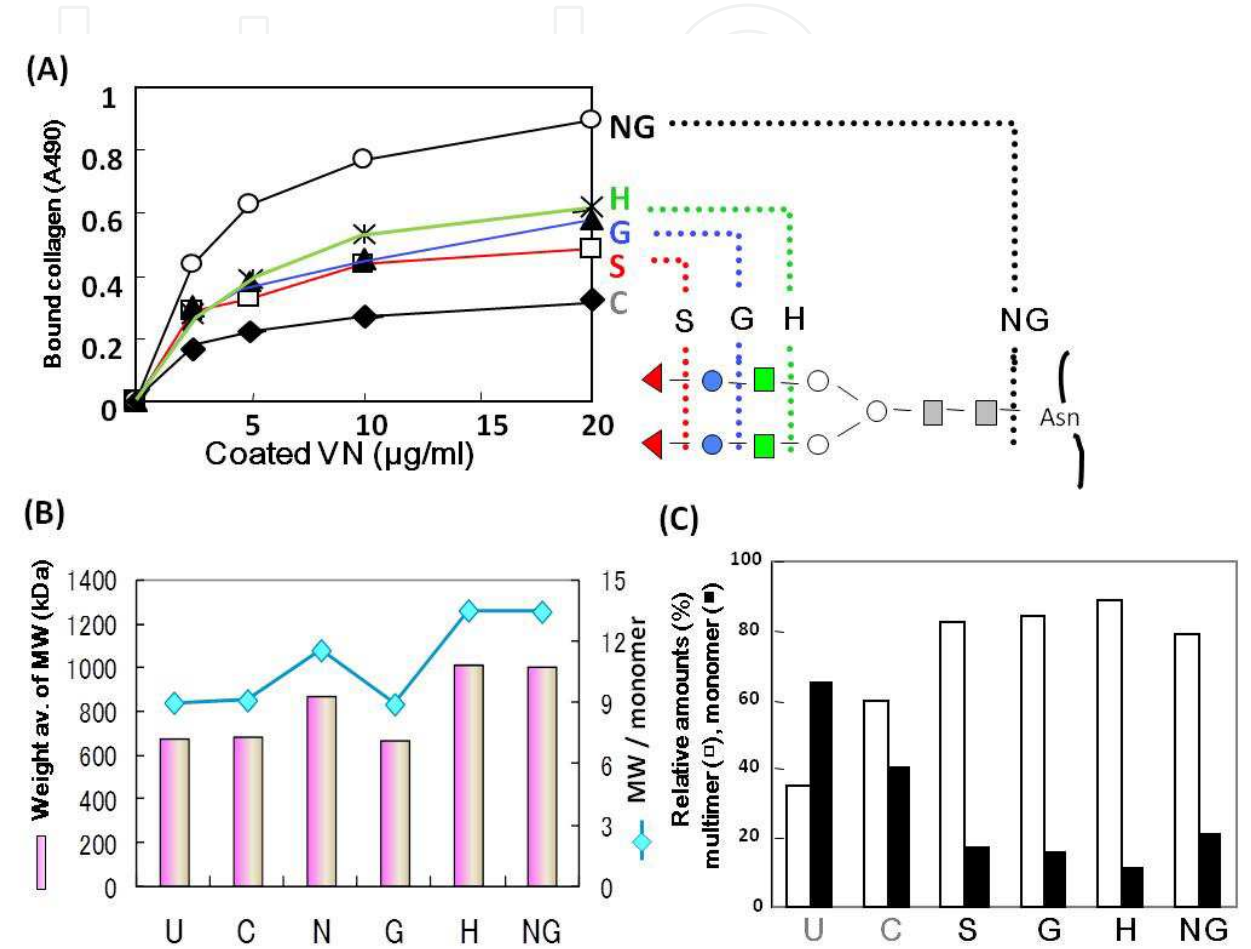 (A)
Bound collagen (A490)
1
0.8
0.6
0.4
0.2
0
5
10
15
20
Coated VN (μg/ml)
NG
H
G
S
C
S
G
H
NG
Asn
(B)
Weight av. of MW (kDa)
1400
1200
1000
800
600
400
200
0
15
12
9
6
3
0
MW / monomer
U
C
N
G
H
NG
(C)
Relative amounts (%)
multimer (□), monomer (■)
100
80
60
40
20
0
U
C
S
G
H
NG